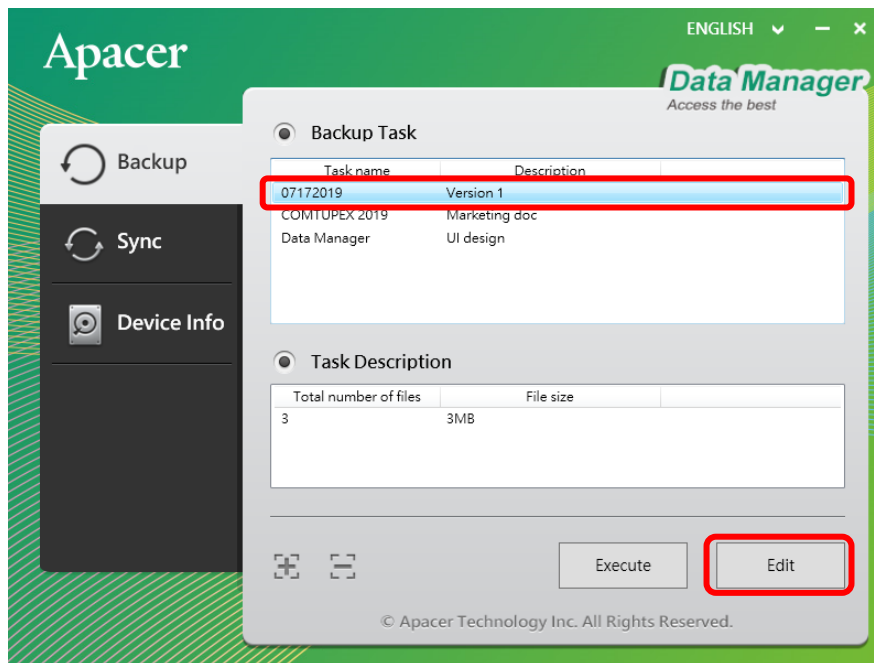 ENGLISH
Apacer
Data Manager
Access the best
Backup
Sync
Device Info
Backup Task
Task name Description
07172019 Version 1
COMTUPEX 2019 Marketing doc
Data Manager UI design
Task Description
Total number of files File size
3 3MB
Execute Edit
© Apacer Technology Inc. All Rights Reserved.